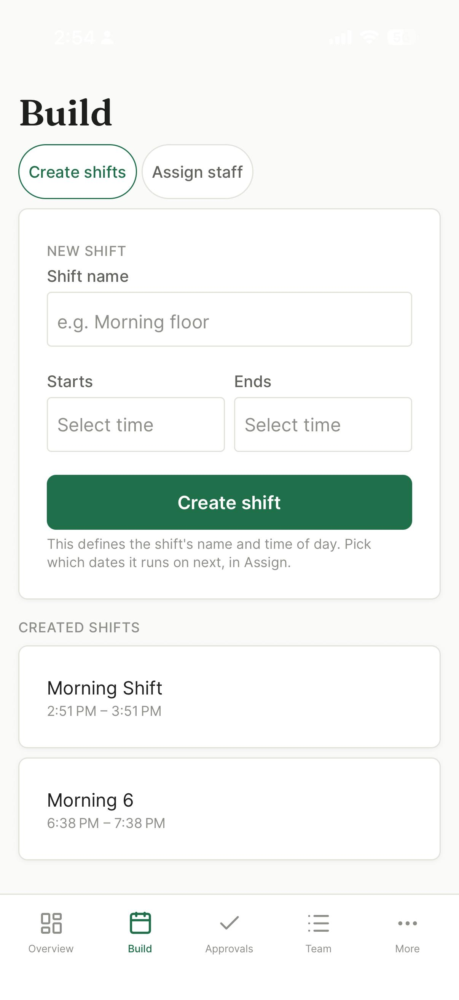 2:54
Build
Create shifts
Assign staff
NEW SHIFT
Shift name
e.g. Morning floor
Starts
Ends
Select time
Select time
Create shift
This defines the shift's name and time of day. Pick
which dates it runs on next, in Assign.
CREATED SHIFTS
Morning Shift
2:51 PM – 3:51 PM
Morning 6
6:38 PM – 7:38 PM
Overview
Build
Approvals
Team
More